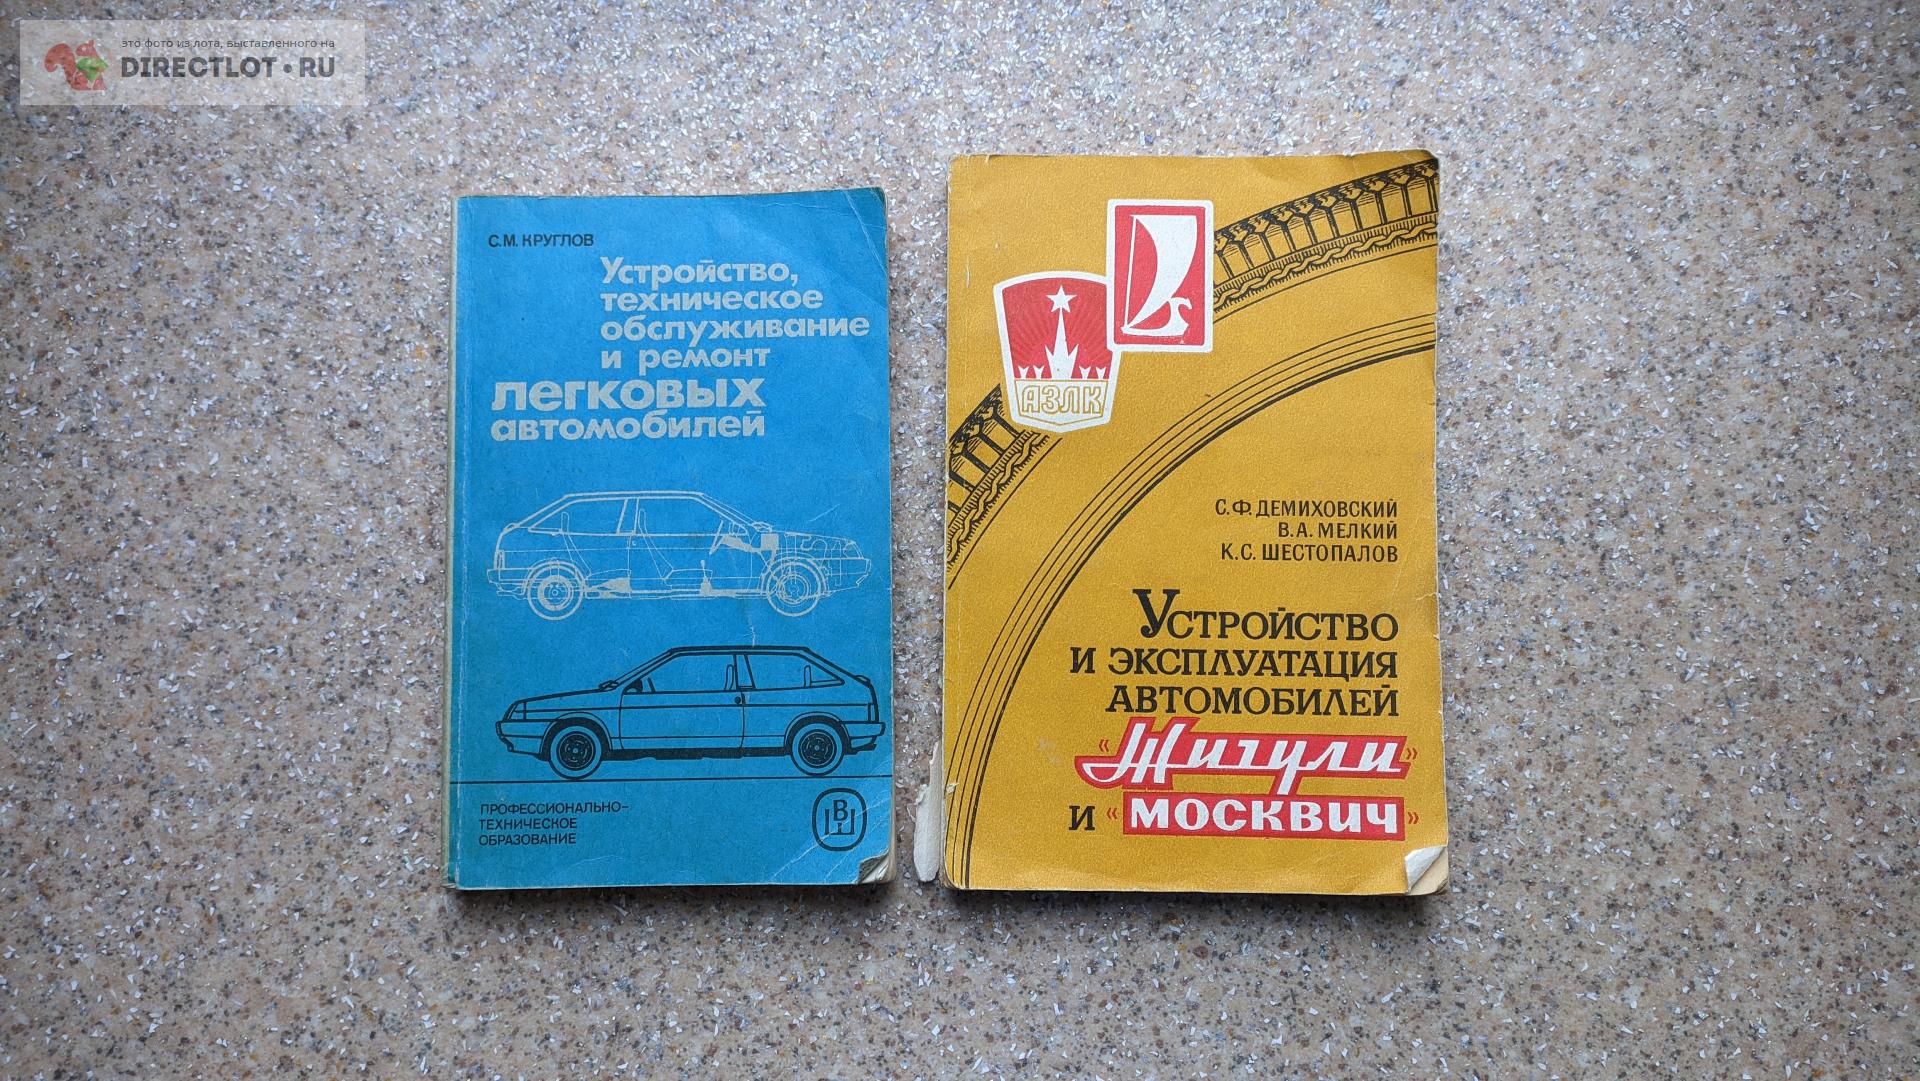 это фото из лота, выставленного на
DIRECTLOT•RU
С.М. КРУГЛОВ
Устройство,
техническое
обслуживание
и ремонт
легковых
автомобилей
ПРОФЕССИОНАЛЬНО-
ТЕХНИЧЕСКОЕ
ОБРАЗОВАНИЕ
ВШ
АЗЛК
С.Ф. ДЕМИХОВСКИЙ
В.А. МЕЛКИЙ
К.С. ШЕСТОПАЛОВ
УСТРОЙСТВО
И ЭКСПЛУАТАЦИЯ
АВТОМОБИЛЕЙ
«Жигули»
И «МОСКВИЧ»